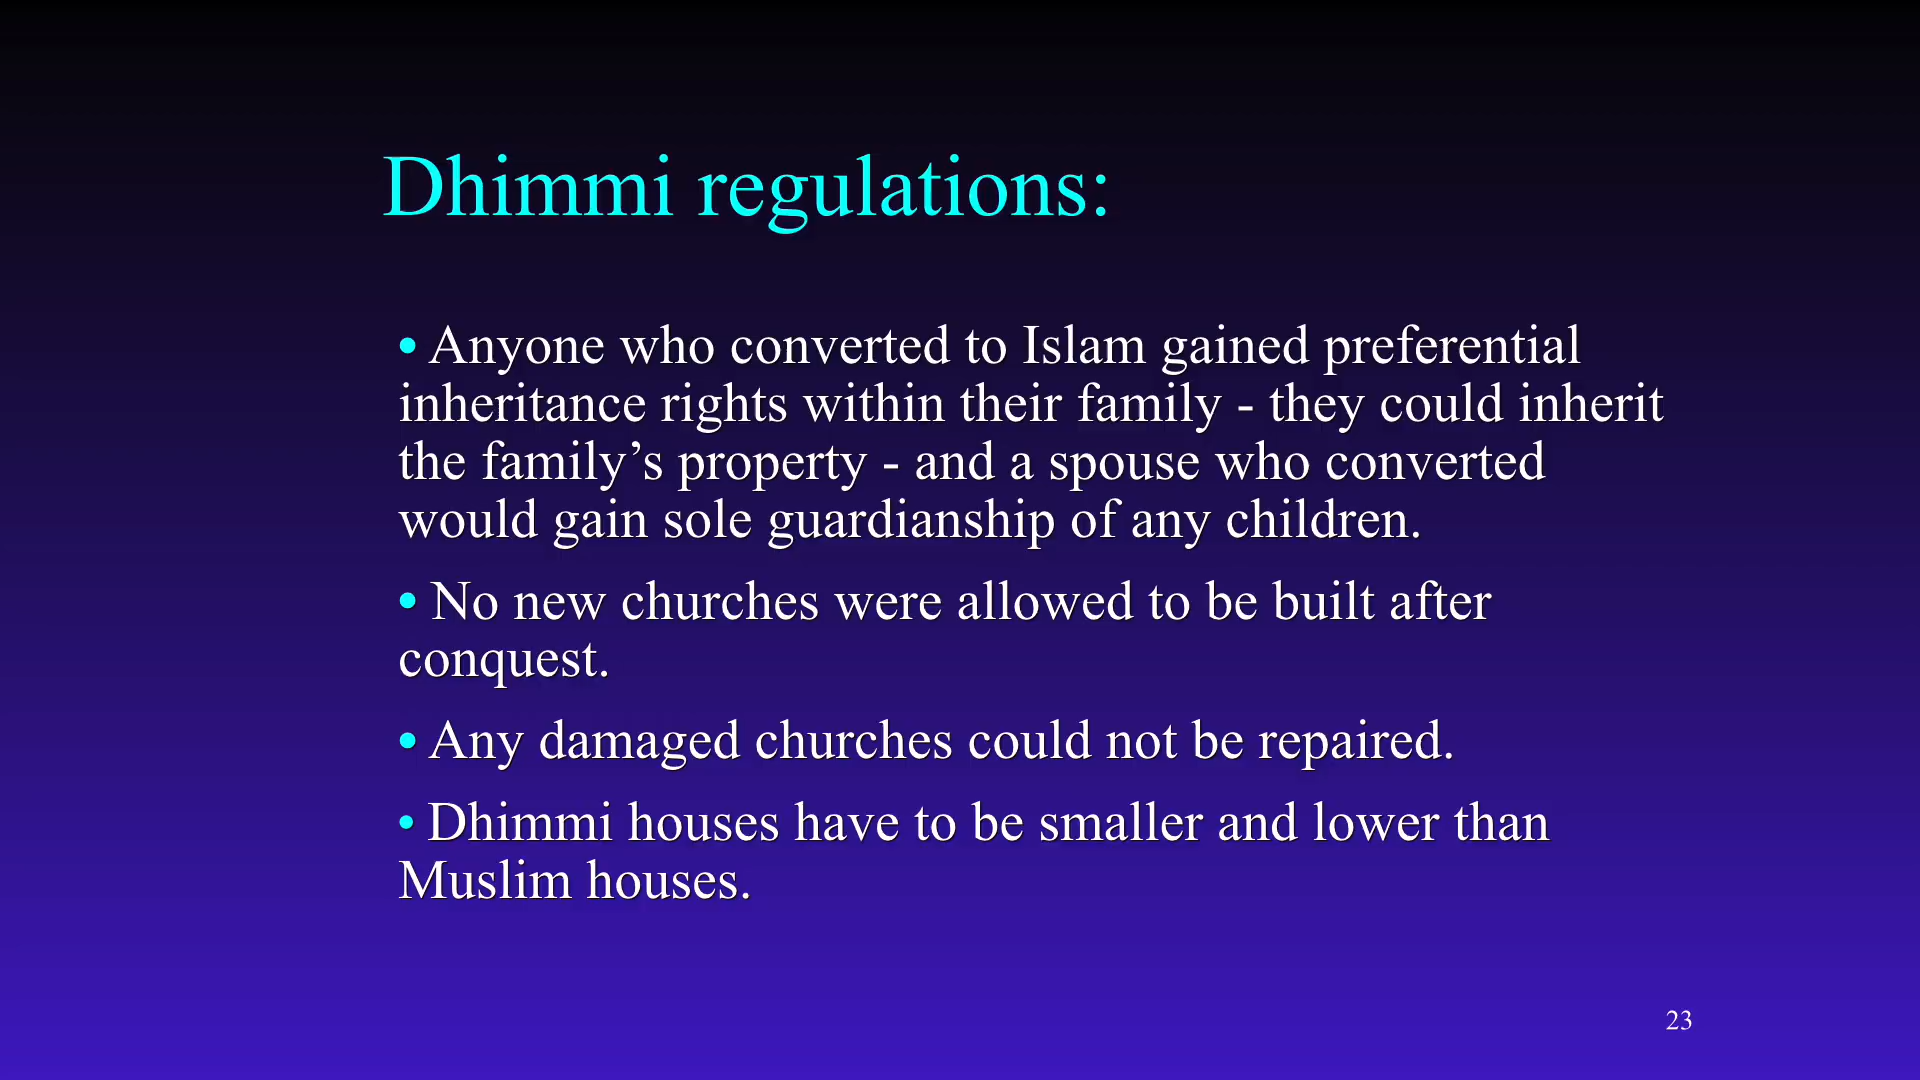 Dhimmi regulations:
• Anyone who converted to Islam gained preferential
inheritance rights within their family - they could inherit
the family’s property - and a spouse who converted
would gain sole guardianship of any children.
• No new churches were allowed to be built after
conquest.
• Any damaged churches could not be repaired.
• Dhimmi houses have to be smaller and lower than
Muslim houses.
23